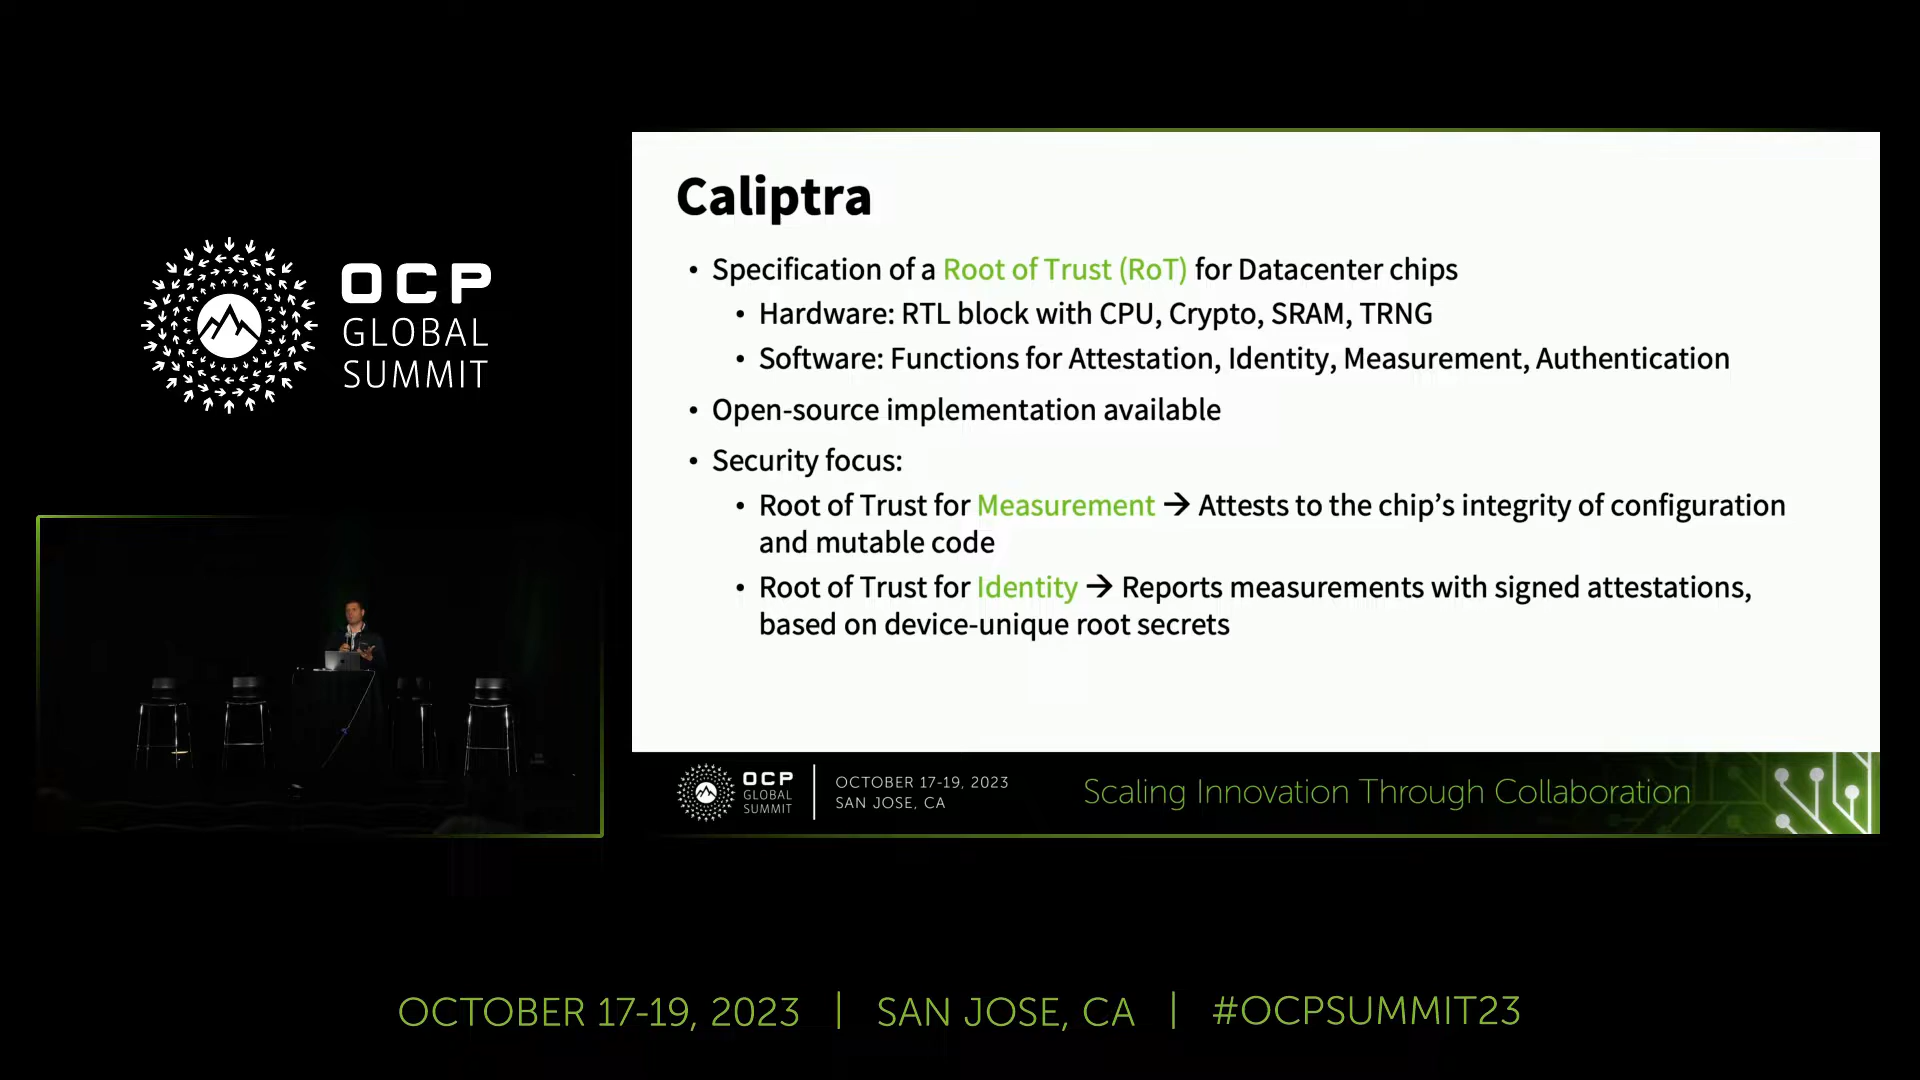 OCP
GLOBAL
SUMMIT
Caliptra
• Specification of a Root of Trust (RoT) for Datacenter chips
• Hardware: RTL block with CPU, Crypto, SRAM, TRNG
• Software: Functions for Attestation, Identity, Measurement, Authentication
• Open-source implementation available
• Security focus:
• Root of Trust for Measurement → Attests to the chip’s integrity of configuration
and mutable code
• Root of Trust for Identity → Reports measurements with signed attestations,
based on device-unique root secrets
OCP
GLOBAL
SUMMIT
OCTOBER 17-19, 2023
SAN JOSE, CA
Scaling Innovation Through Collaboration
OCTOBER 17-19, 2023 | SAN JOSE, CA | #OCPSUMMIT23